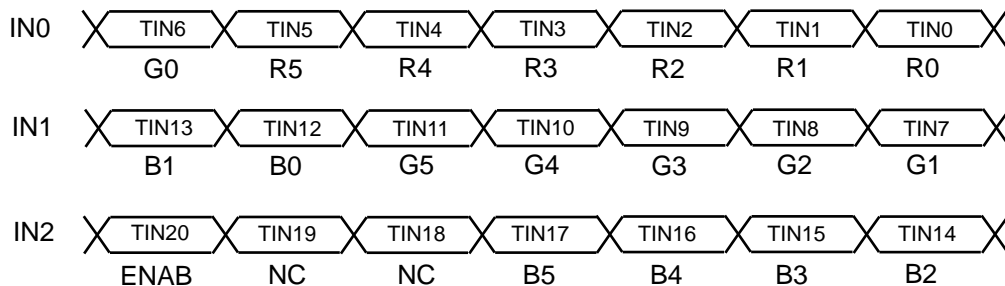 IN0 TIN6 TIN5 TIN4 TIN3 TIN2 TIN1 TIN0
G0 R5 R4 R3 R2 R1 R0
IN1 TIN13 TIN12 TIN11 TIN10 TIN9 TIN8 TIN7
B1 B0 G5 G4 G3 G2 G1
IN2 TIN20 TIN19 TIN18 TIN17 TIN16 TIN15 TIN14
ENAB NC NC B5 B4 B3 B2